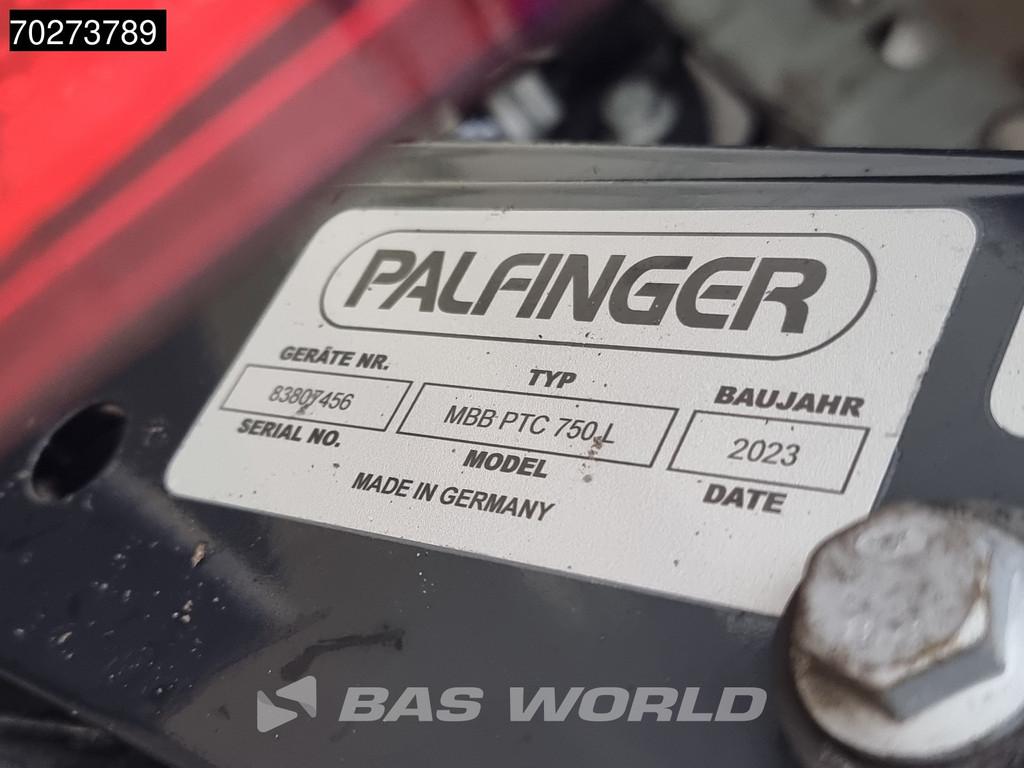 70273789
PALFINGER
GERÄTE NR. TYP BAUJAHR
83807456 MBB PTC 750 L 2023
SERIAL NO. MODEL DATE
MADE IN GERMANY
BAS WORLD